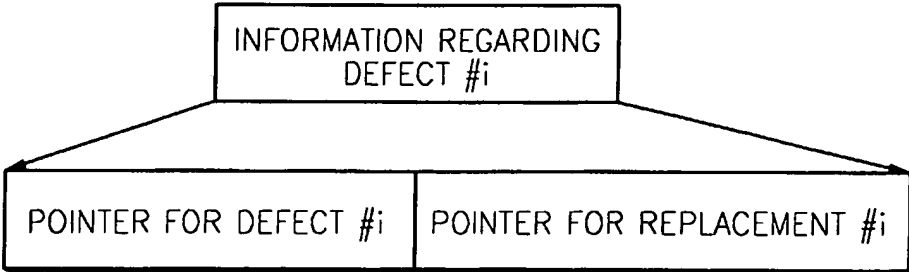 INFORMATION REGARDING
DEFECT #i
POINTER FOR DEFECT #i
POINTER FOR REPLACEMENT #i